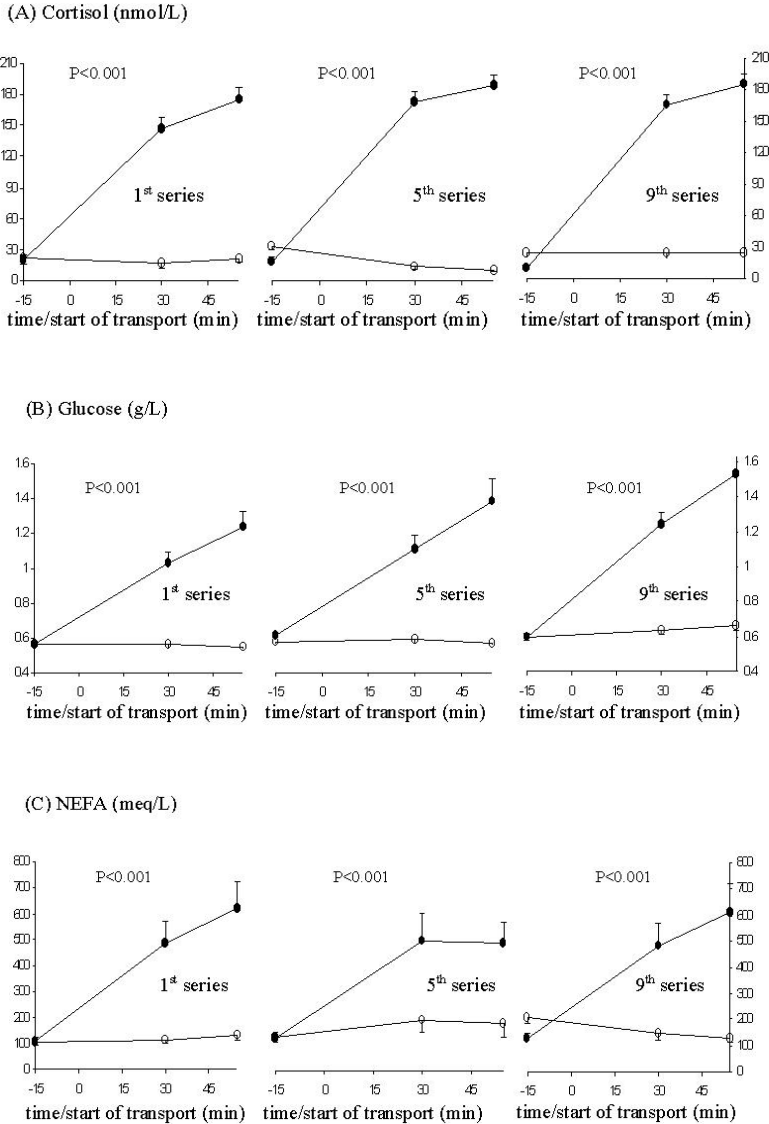 (A) Cortisol (nmol/L)
P<0.001 P<0.001 P<0.001
210 210
180 180
150 150
120 120
90 90
60 60
30 30
0 0
1st series 5th series 9th series
-15 0 15 30 45 -15 0 15 30 45 -15 0 15 30 45
time/start of transport (min) time/start of transport (min) time/start of transport (min)
(B) Glucose (g/L)
P<0.001 P<0.001 P<0.001
1.6 1.6
1.4 1.4
1.2 1.2
1 1
0.8 0.8
0.6 0.6
0.4 0.4
1st series 5th series 9th series
-15 0 15 30 45 -15 0 15 30 45 -15 0 15 30 45
time/start of transport (min) time/start of transport (min) time/start of transport (min)
(C) NEFA (meq/L)
P<0.001 P<0.001 P<0.001
800 800
700 700
600 600
500 500
400 400
300 300
200 200
100 100
0 0
1st series 5th series 9th series
-15 0 15 30 45 -15 0 15 30 45 -15 0 15 30 45
time/start of transport (min) time/start of transport (min) time/start of transport (min)